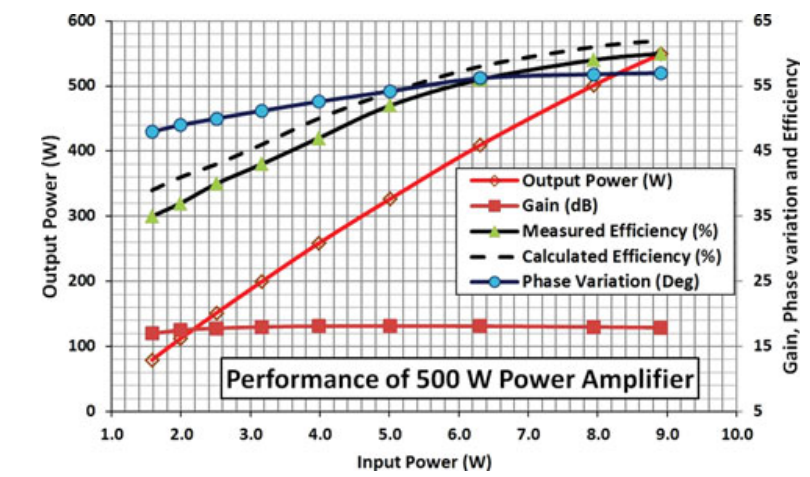 600
500
400
300
200
100
0
Output Power (W)
65
55
45
35
25
15
5
Gain, Phase variation and Efficiency
Output Power (W)
Gain (dB)
Measured Efficiency (%)
Calculated Efficiency (%)
Phase Variation (Deg)
Performance of 500 W Power Amplifier
1.0 2.0 3.0 4.0 5.0 6.0 7.0 8.0 9.0 10.0
Input Power (W)